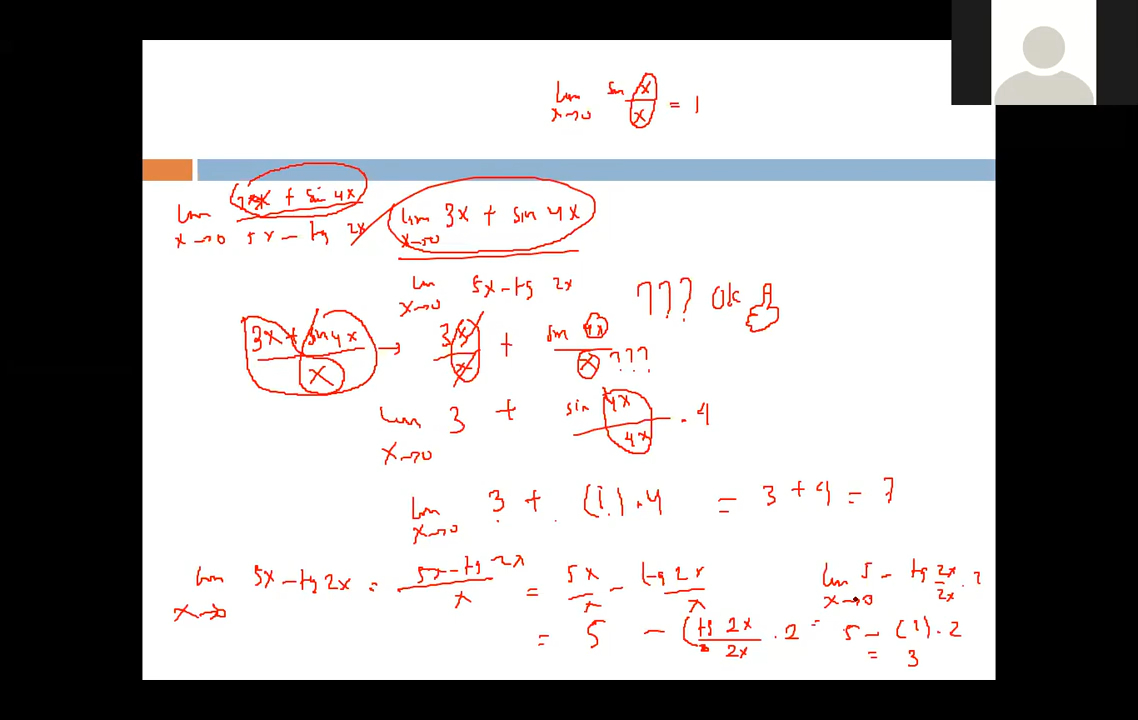 lim x→0 sin x / x = 1
lim x→0 (3x + sin 4x) / (5x – tg 2x)
lim x→0 3x + sin 4x
lim x→0 5x – tg 2x
??? Ok
(3x + sin 4x) / x → 3x / x + sin 4x / x ???
lim x→0 3 + sin 4x / 4x . 4
lim x→0 3 + (1) . 4 = 3 + 4 = 7
lim x→0 5x – tg 2x = (5x – tg 2x) / x = 5x / x – tg 2x / x
= 5 – (tg 2x / 2x . 2
lim x→0 5 – tg 2x / 2x . 2
= 5 – (1) . 2
= 3